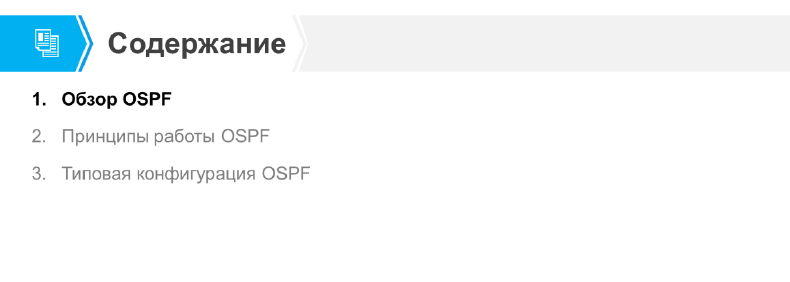 Содержание
1. Обзор OSPF
2. Принципы работы OSPF
3. Типовая конфигурация OSPF